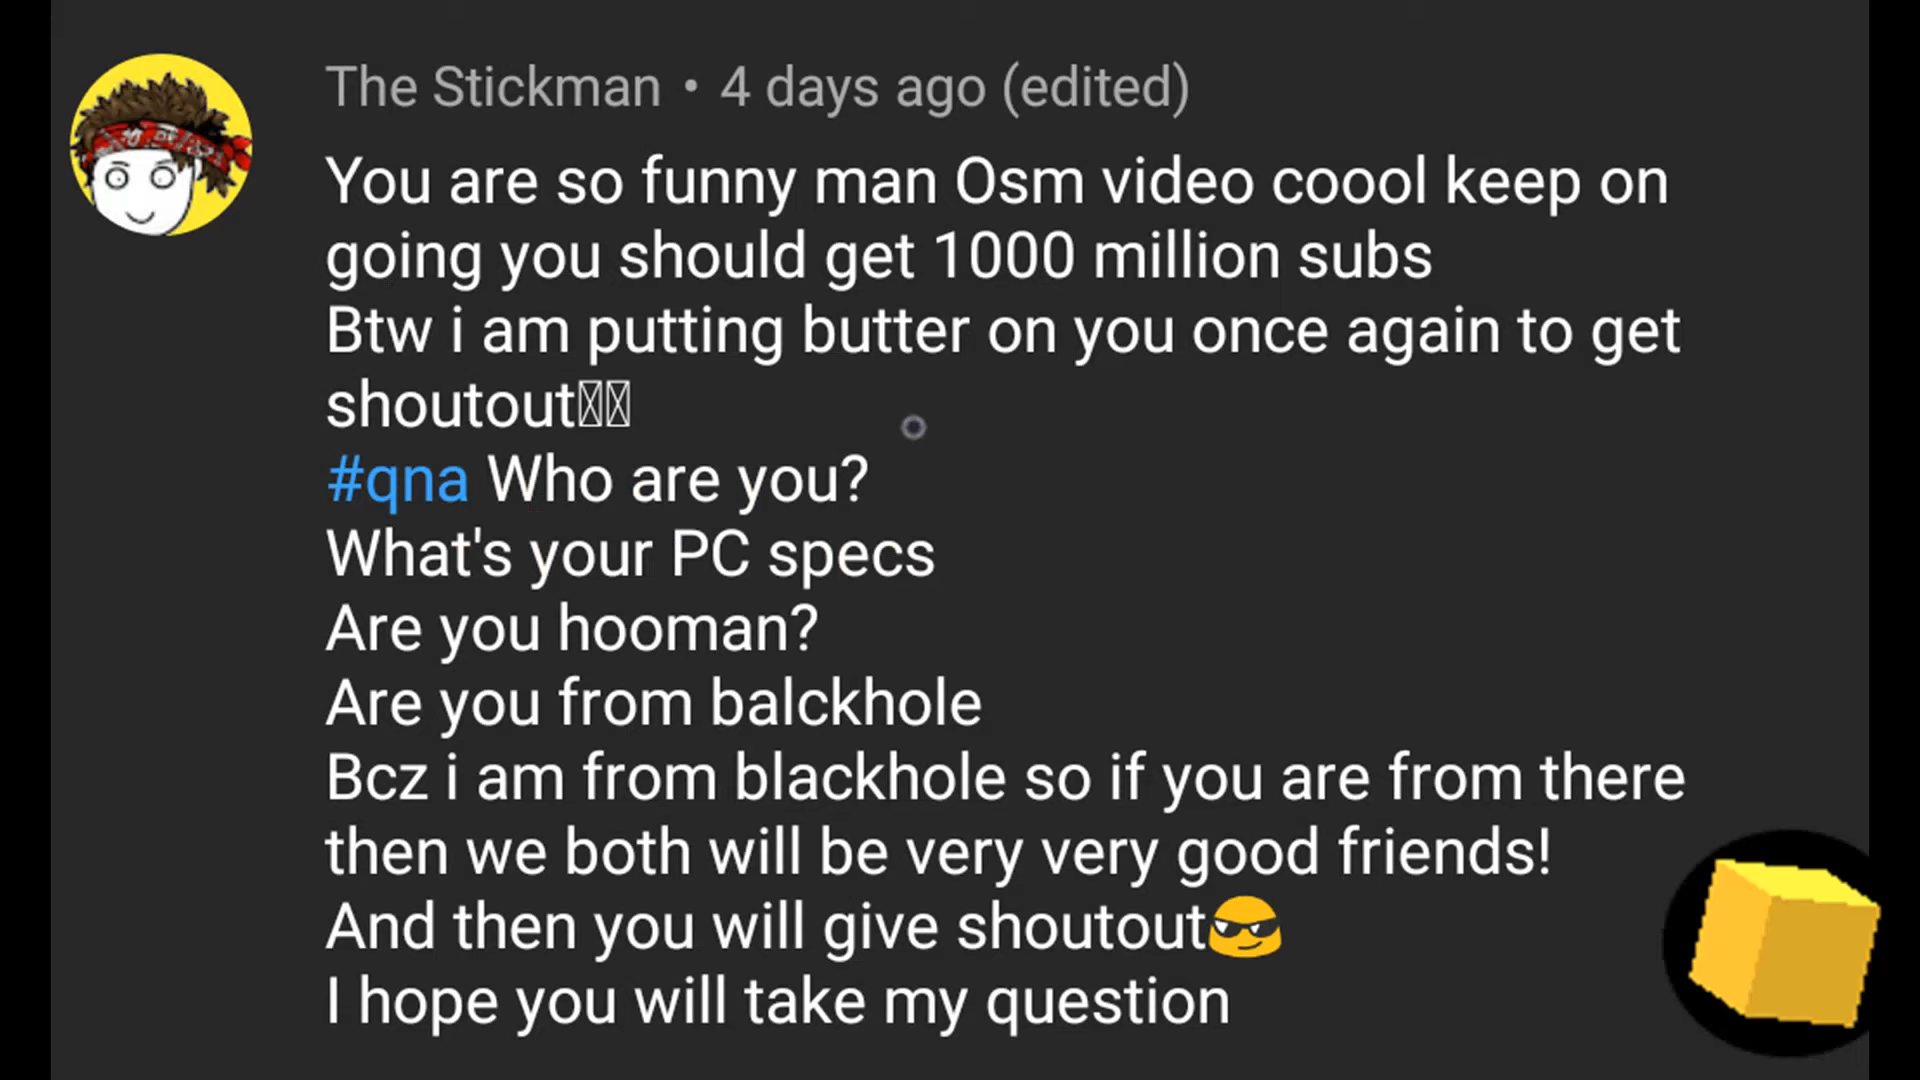 The Stickman • 4 days ago (edited)
You are so funny man Osm video coool keep on
going you should get 1000 million subs
Btw i am putting butter on you once again to get
shoutout
#qna Who are you?
What's your PC specs
Are you hooman?
Are you from balckhole
Bcz i am from blackhole so if you are from there
then we both will be very very good friends!
And then you will give shoutout😎
I hope you will take my question